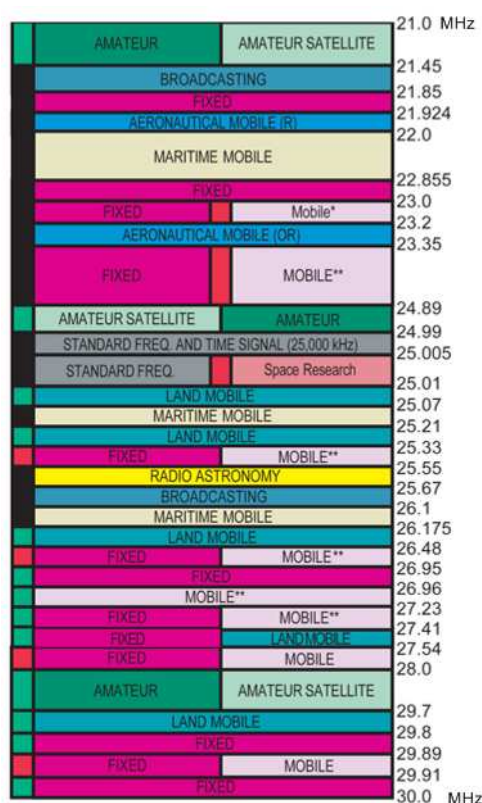 21.0 MHz
AMATEUR AMATEUR SATELLITE
21.45
BROADCASTING
21.85
FIXED
21.924
AERONAUTICAL MOBILE (R)
22.0
MARITIME MOBILE
22.855
FIXED
23.0
FIXED Mobile*
23.2
AERONAUTICAL MOBILE (OR)
23.35
FIXED MOBILE**
24.89
AMATEUR SATELLITE AMATEUR
24.99
STANDARD FREQ. AND TIME SIGNAL (25,000 kHz)
25.005
STANDARD FREQ. Space Research
25.01
LAND MOBILE
25.07
MARITIME MOBILE
25.21
LAND MOBILE
25.33
FIXED MOBILE**
25.55
RADIO ASTRONOMY
25.67
BROADCASTING
26.1
MARITIME MOBILE
26.175
LAND MOBILE
26.48
FIXED MOBILE**
26.95
FIXED
26.96
MOBILE**
27.23
FIXED MOBILE**
27.41
FIXED LAND MOBILE
27.54
FIXED MOBILE
28.0
AMATEUR AMATEUR SATELLITE
29.7
LAND MOBILE
29.8
FIXED
29.89
FIXED MOBILE
29.91
FIXED
30.0 MHz